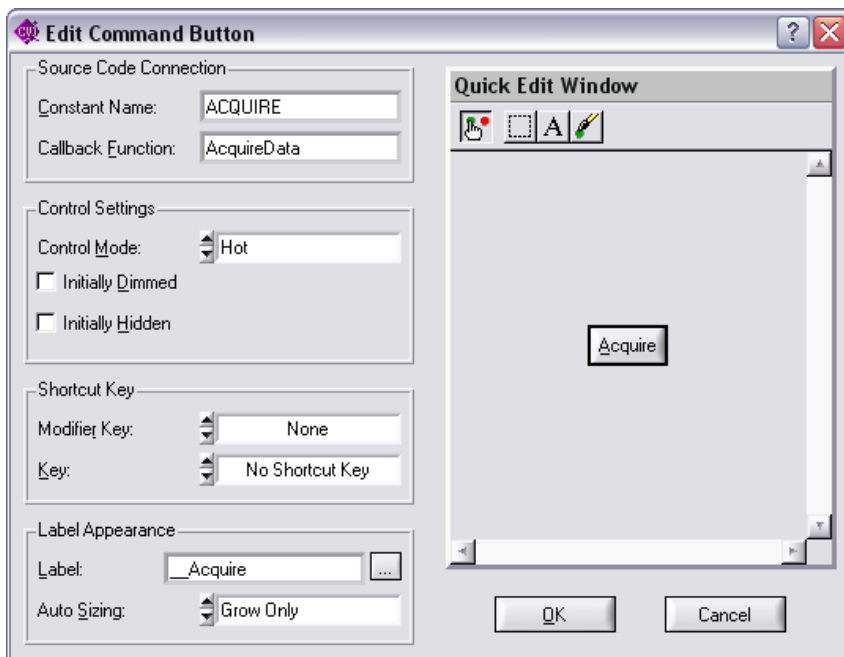 CVI Edit Command Button
Source Code Connection
Constant Name: ACQUIRE
Callback Function: AcquireData
Control Settings
Control Mode: Hot
Initially Dimmed
Initially Hidden
Shortcut Key
Modifier Key: None
Key: No Shortcut Key
Label Appearance
Label: __Acquire ...
Auto Sizing: Grow Only
Quick Edit Window
A
Acquire
OK Cancel